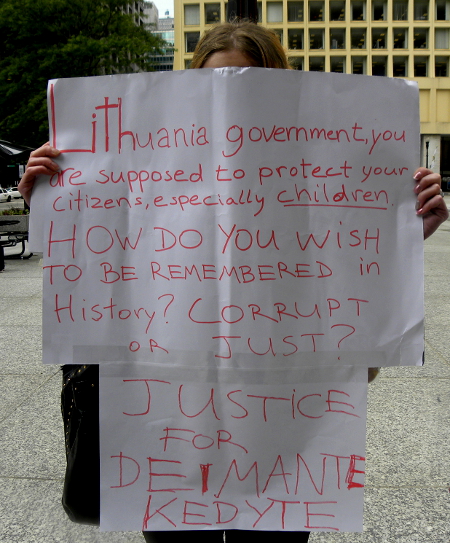 Lithuania government, you
are supposed to protect your
citizens, especially children.
HOW DO YOU WISH
TO BE REMEMBERED in
History? CORRUPT
OR JUST?
JUSTICE
FOR
DEIMANTE
KEDYTE